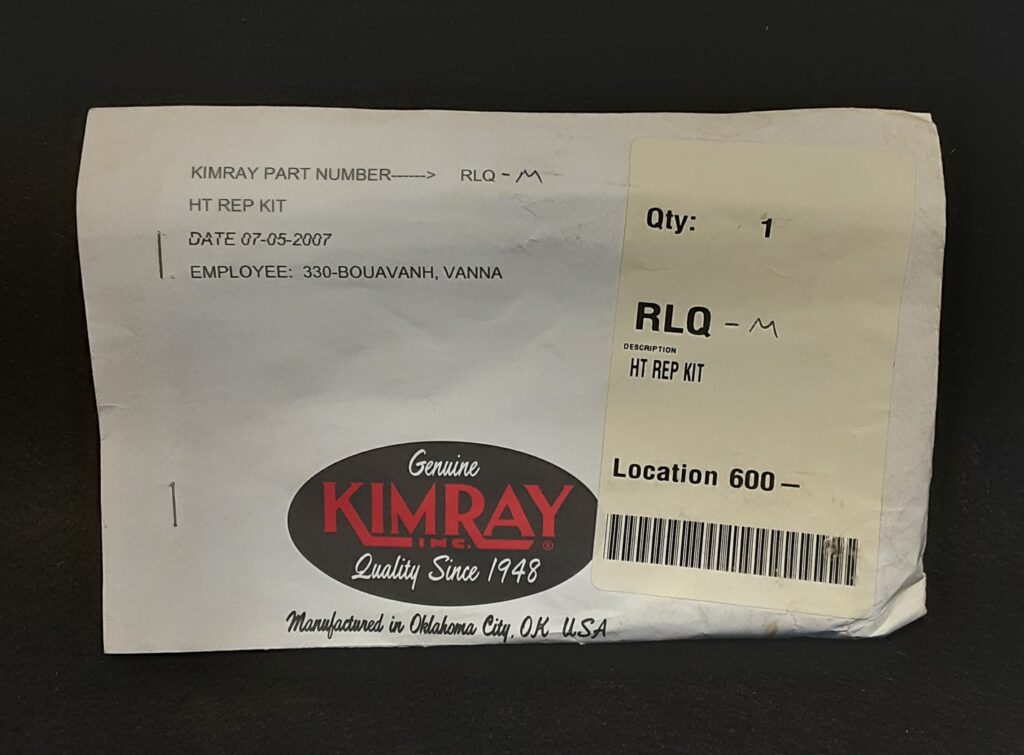 KIMRAY PART NUMBER------> RLQ - M
HT REP KIT
DATE 07-05-2007
EMPLOYEE: 330-BOUAVANH, VANNA
Genuine
KIMRAY
INC. ®
Quality Since 1948
Manufactured in Oklahoma City, OK USA
Qty: 1
RLQ - M
DESCRIPTION
HT REP KIT
Location 600 –